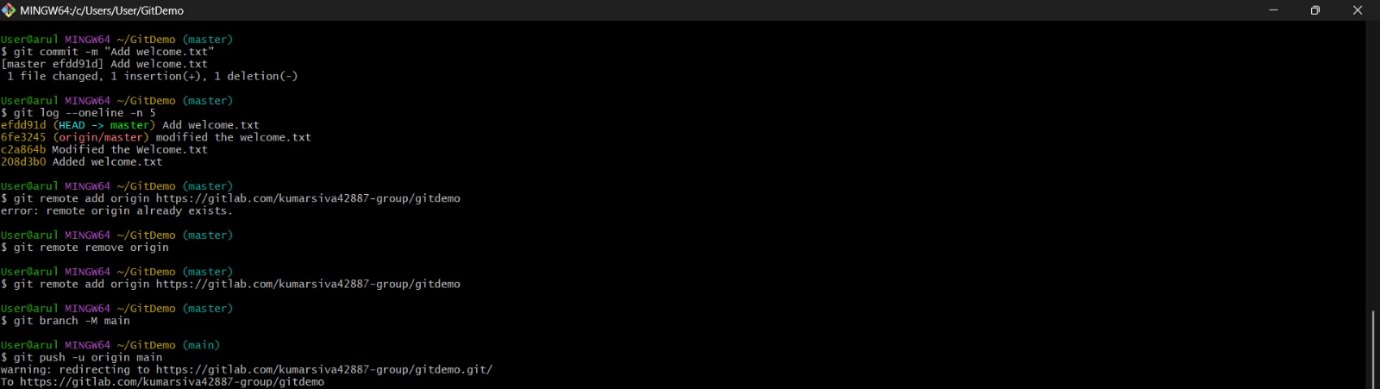 MINGW64:/c/Users/User/GitDemo
User@arul MINGW64 ~/GitDemo (master)
$ git commit -m "Add welcome.txt"
[master efdd91d] Add welcome.txt
 1 file changed, 1 insertion(+), 1 deletion(-)
User@arul MINGW64 ~/GitDemo (master)
$ git log --oneline -n 5
efdd91d (HEAD -> master) Add welcome.txt
6fe3245 (origin/master) modified the welcome.txt
c2a864b Modified the Welcome.txt
208d3b0 Added welcome.txt
User@arul MINGW64 ~/GitDemo (master)
$ git remote add origin https://gitlab.com/kumarsiva42887-group/gitdemo
error: remote origin already exists.
User@arul MINGW64 ~/GitDemo (master)
$ git remote remove origin
User@arul MINGW64 ~/GitDemo (master)
$ git remote add origin https://gitlab.com/kumarsiva42887-group/gitdemo
User@arul MINGW64 ~/GitDemo (master)
$ git branch -M main
User@arul MINGW64 ~/GitDemo (main)
$ git push -u origin main
warning: redirecting to https://gitlab.com/kumarsiva42887-group/gitdemo.git/
To https://gitlab.com/kumarsiva42887-group/gitdemo